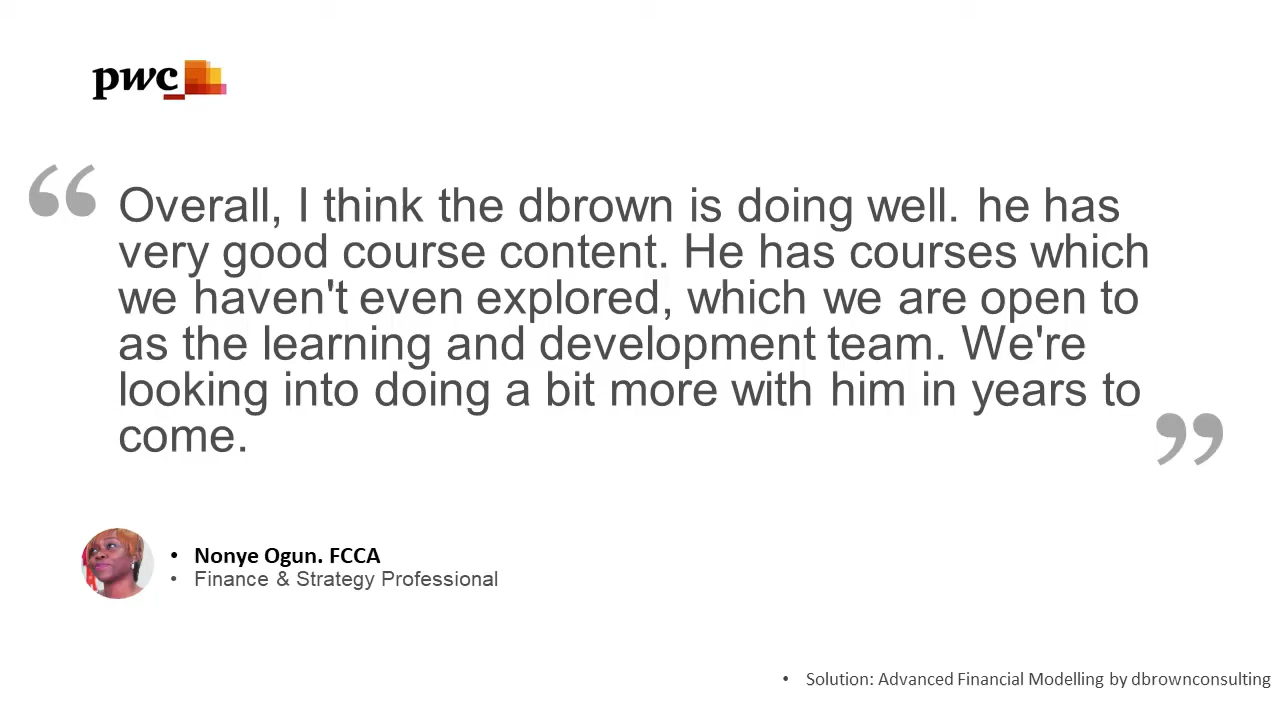 pwc
“Overall, I think the dbrown is doing well. he has
very good course content. He has courses which
we haven't even explored, which we are open to
as the learning and development team. We're
looking into doing a bit more with him in years to
come.”
• Nonye Ogun. FCCA
• Finance & Strategy Professional
• Solution: Advanced Financial Modelling by dbrownconsulting